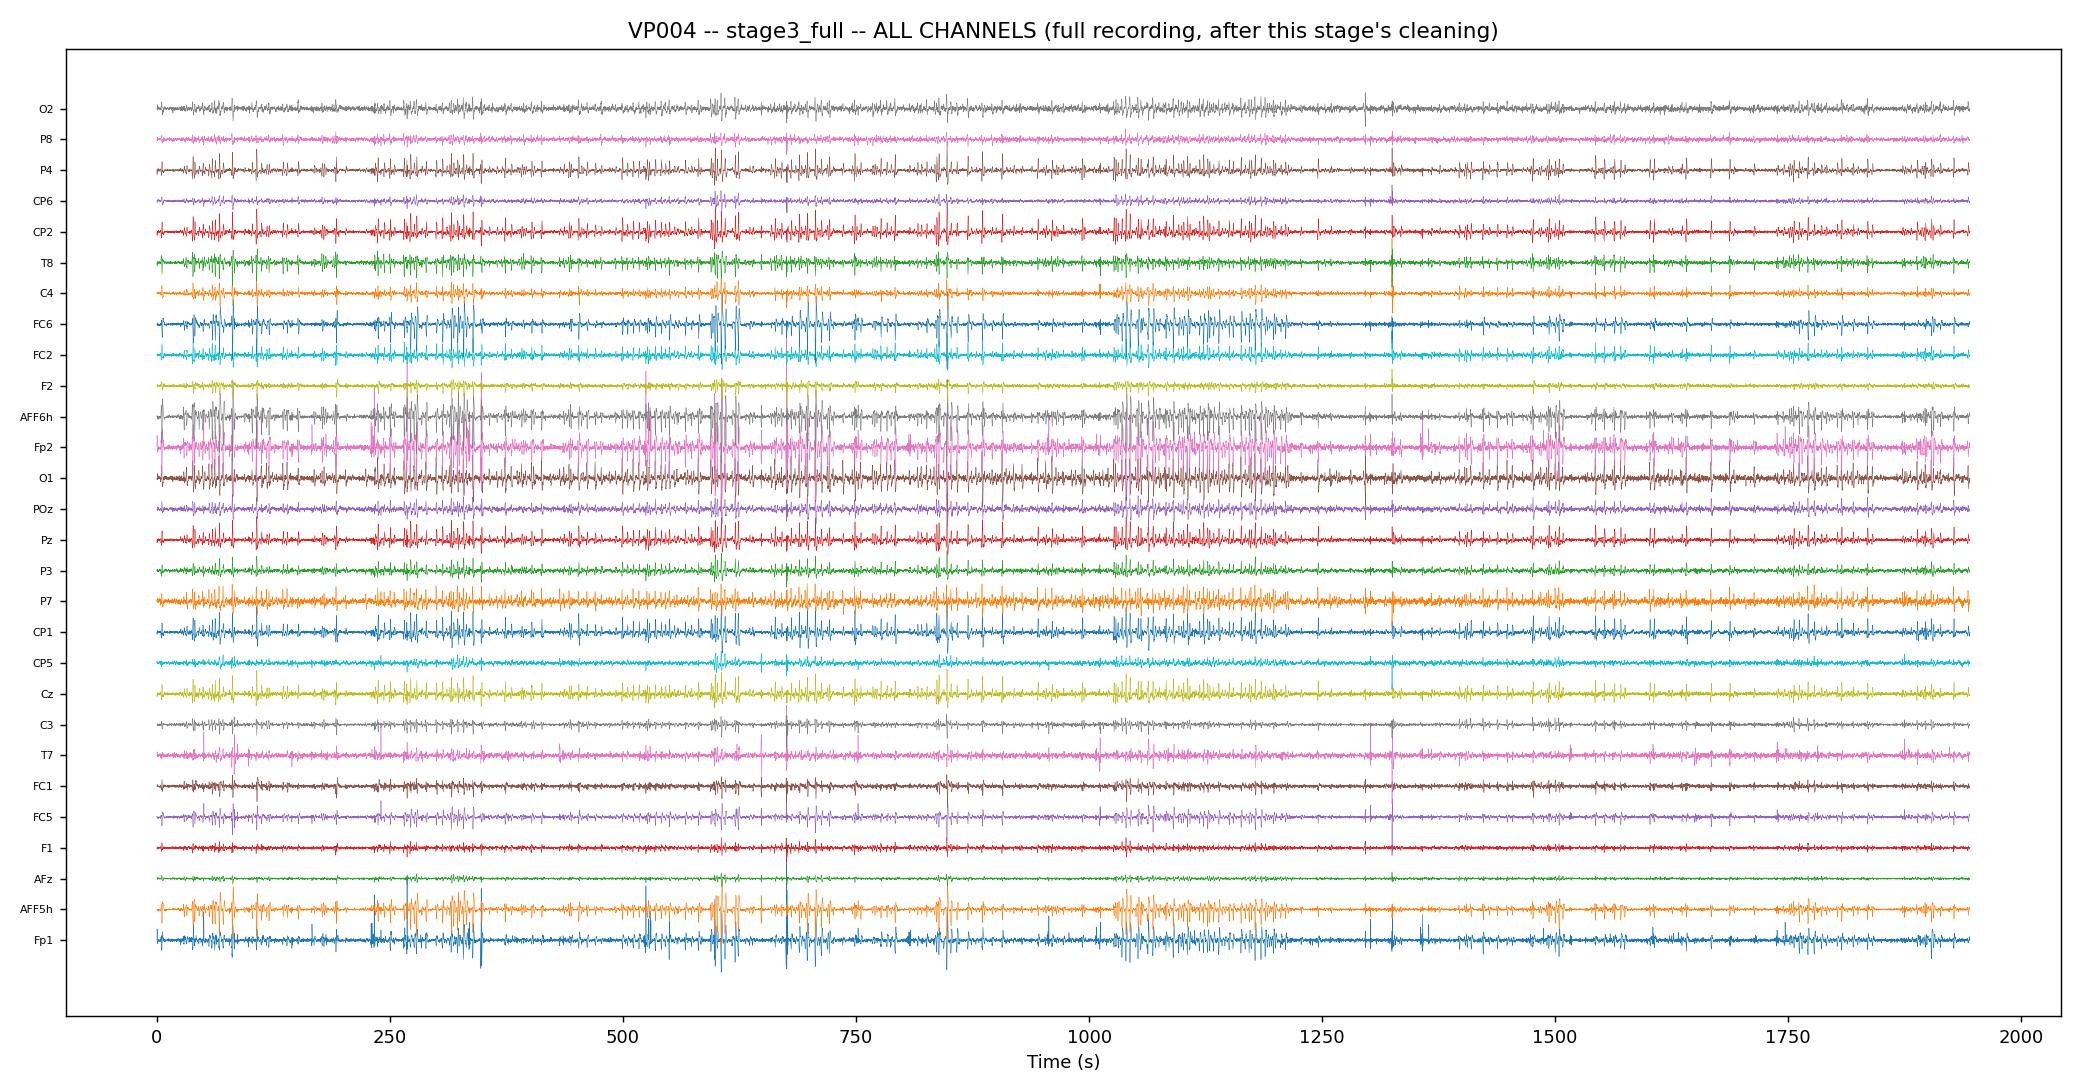 VP004 -- stage3_full -- ALL CHANNELS (full recording, after this stage's cleaning)
O2
P8
P4
CP6
CP2
T8
C4
FC6
FC2
F2
AFF6h
Fp2
O1
POz
Pz
P3
P7
CP1
CP5
Cz
C3
T7
FC1
FC5
F1
AFz
AFF5h
Fp1
0 250 500 750 1000 1250 1500 1750 2000
Time (s)